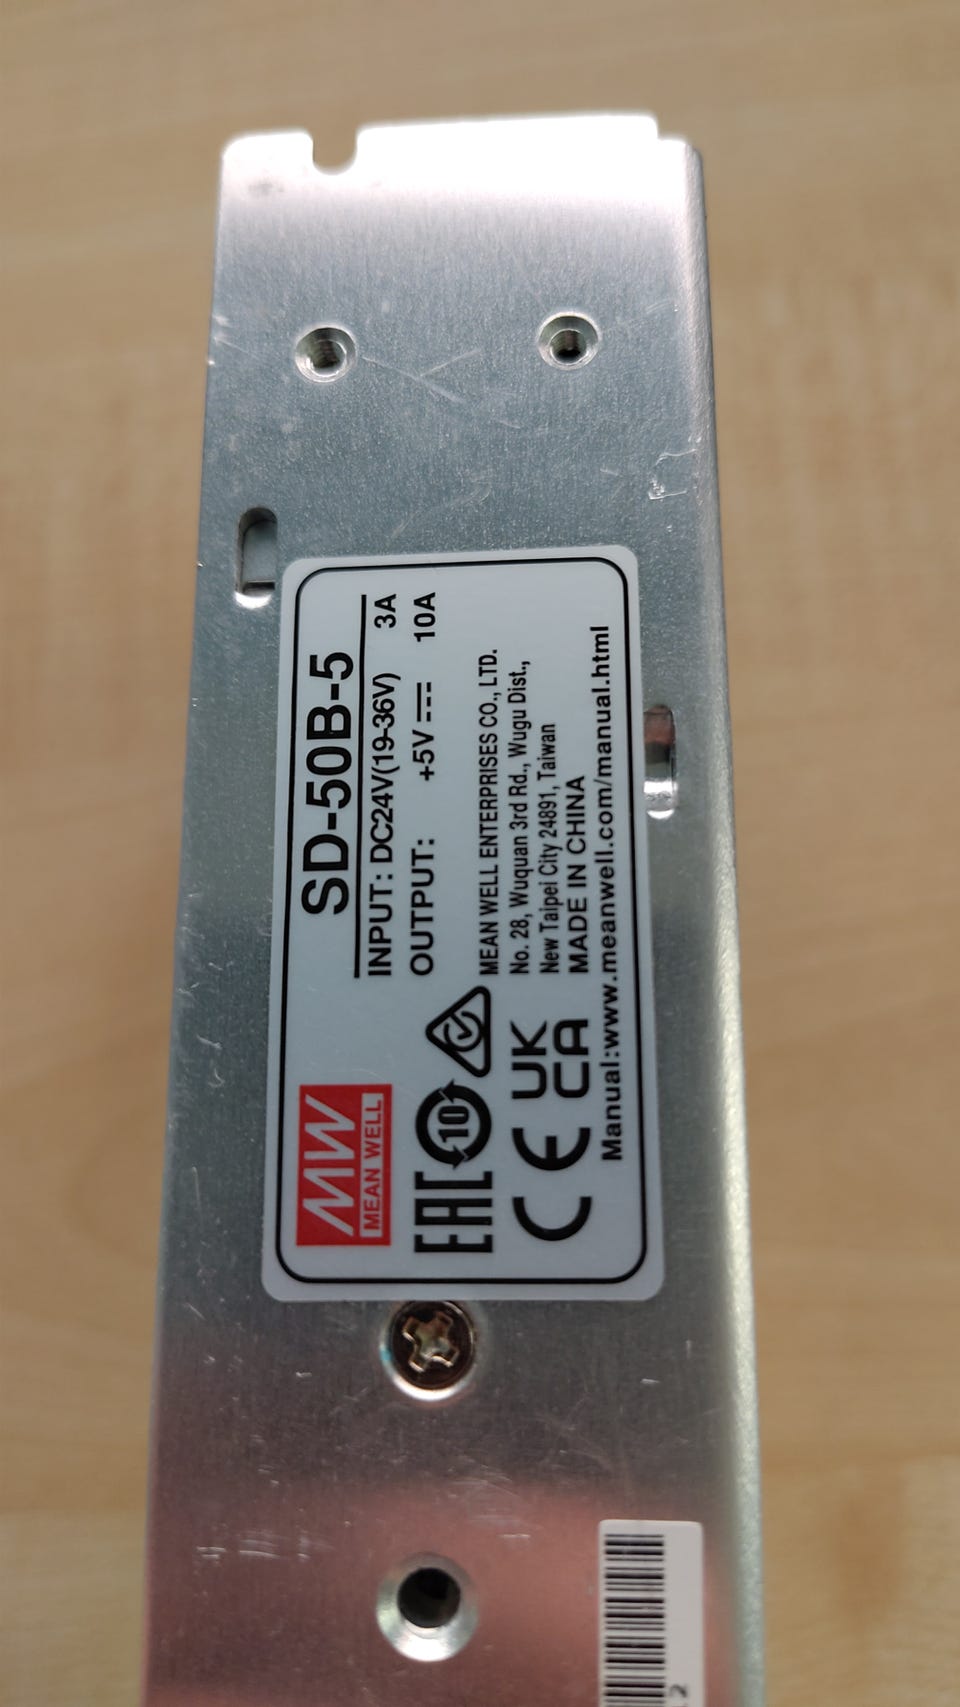 SD-50B-5
INPUT: DC24V(19-36V) 3A
OUTPUT: +5V⎓ 10A
MW
MEAN WELL
EAC 10
CE UK CA
MEAN WELL ENTERPRISES CO., LTD.
No. 28, Wuquan 3rd Rd., Wugu Dist.,
New Taipei City 24891, Taiwan
MADE IN CHINA
Manual:www.meanwell.com/manual.html
2